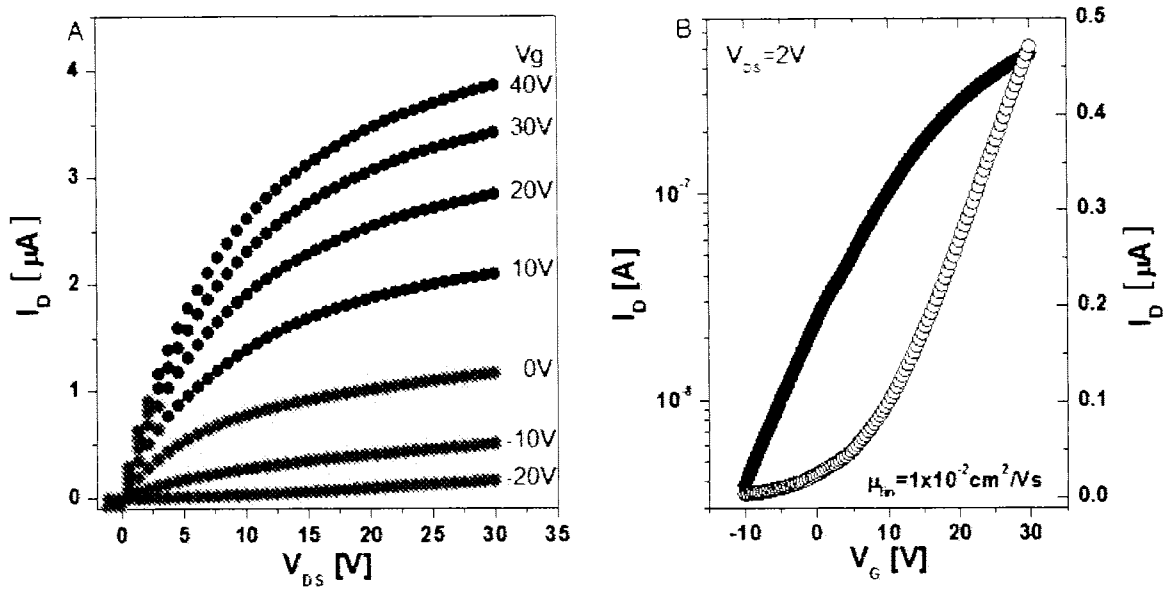 A
Vg
40V
30V
20V
10V
0V
-10V
-20V
4
3
2
1
0
I_D [ μA ]
0 5 10 15 20 25 30 35
V_DS [V]
B
V_DS=2V
10^-7
10^-8
I_D [A]
μ_lin=1x10^-2cm^2/Vs
0.5
0.4
0.3
0.2
0.1
0.0
I_D [ μA ]
-10 0 10 20 30
V_G [V]